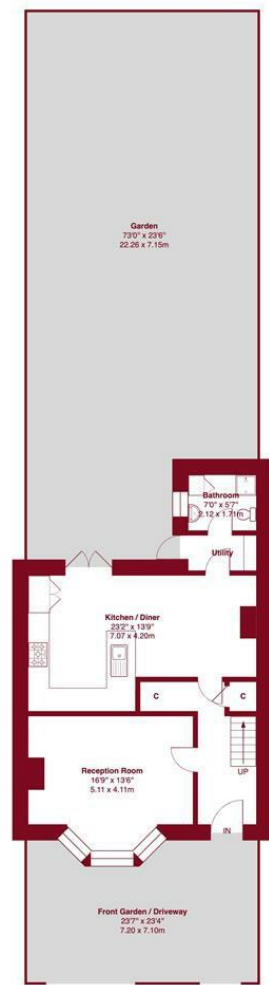 Garden
73'0" x 23'6"
22.26 x 7.15m
Bathroom
7'0" x 5'7"
2.12 x 1.71m
Utility
Kitchen / Diner
23'2" x 13'9"
7.07 x 4.20m
C
C
Reception Room
16'9" x 13'6"
5.11 x 4.11m
UP
IN
Front Garden / Driveway
23'7" x 23'4"
7.20 x 7.10m